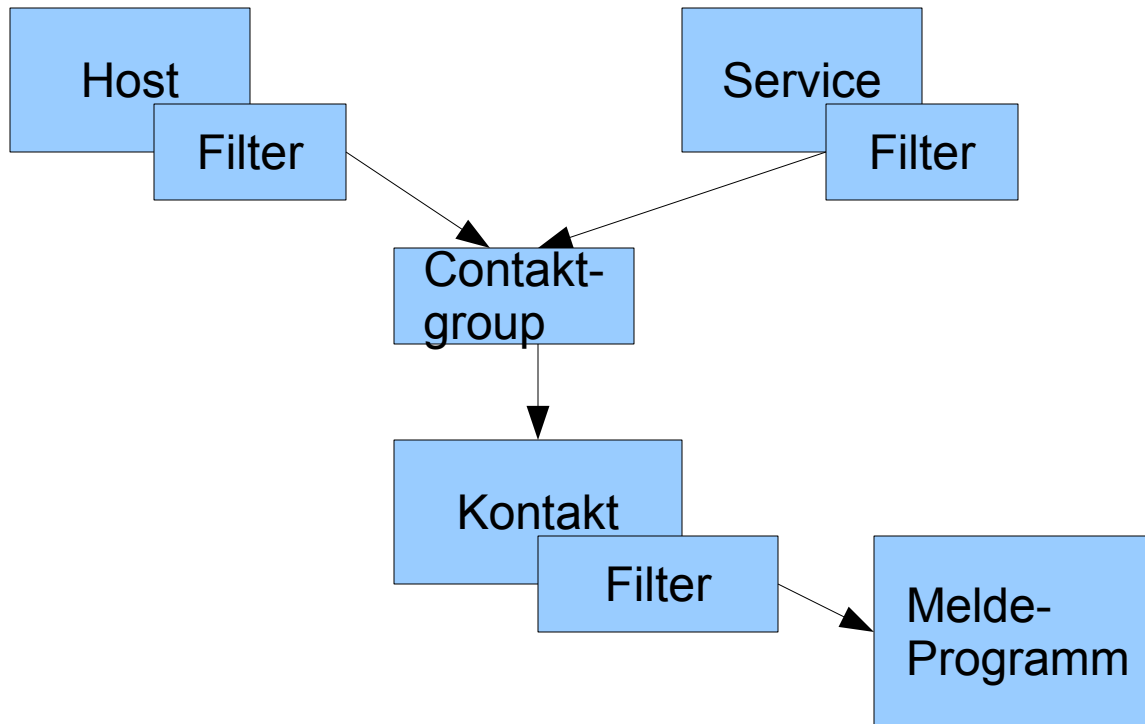 Host
Service
Filter
Filter
Contakt-
group
Kontakt
Filter
Melde-
Programm